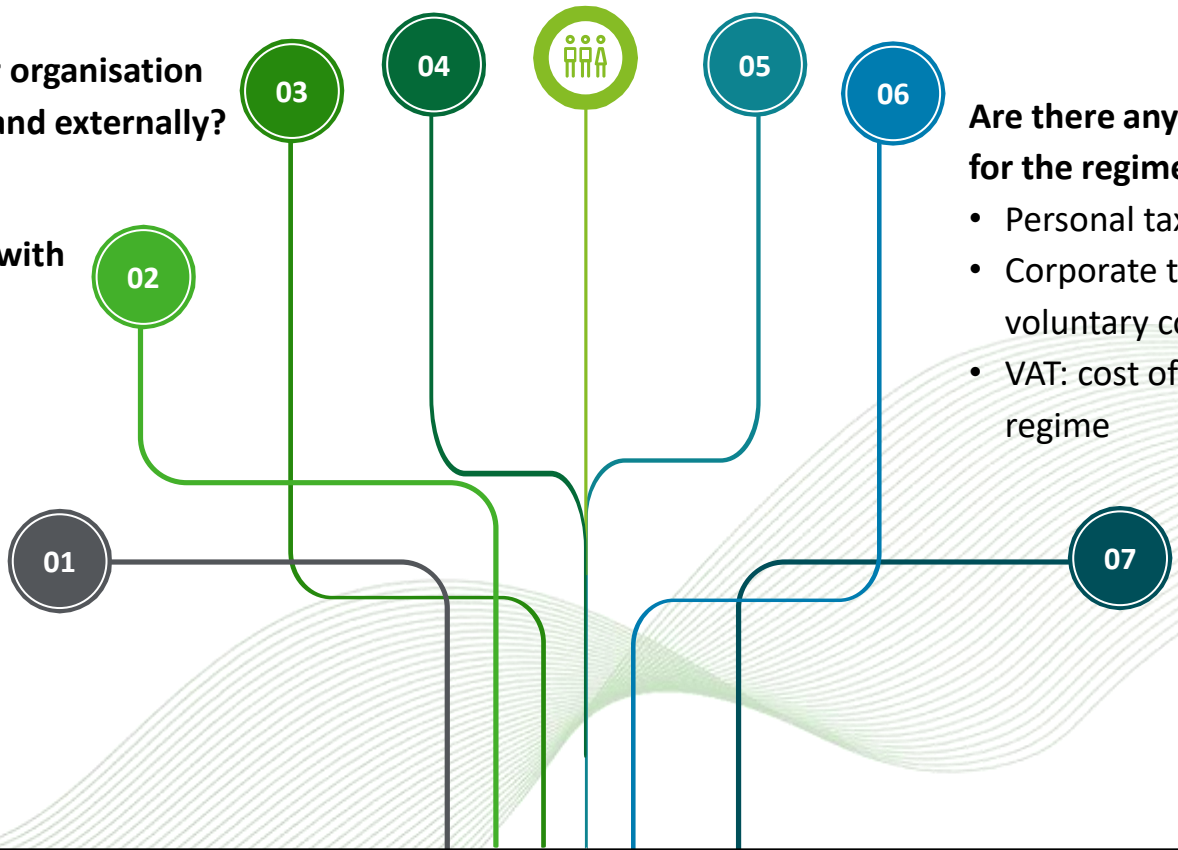 organisation
and externally?
with
03
04
05
06
02
01
07
Are there any
for the regime
• Personal tax
• Corporate t
voluntary co
• VAT: cost of
regime